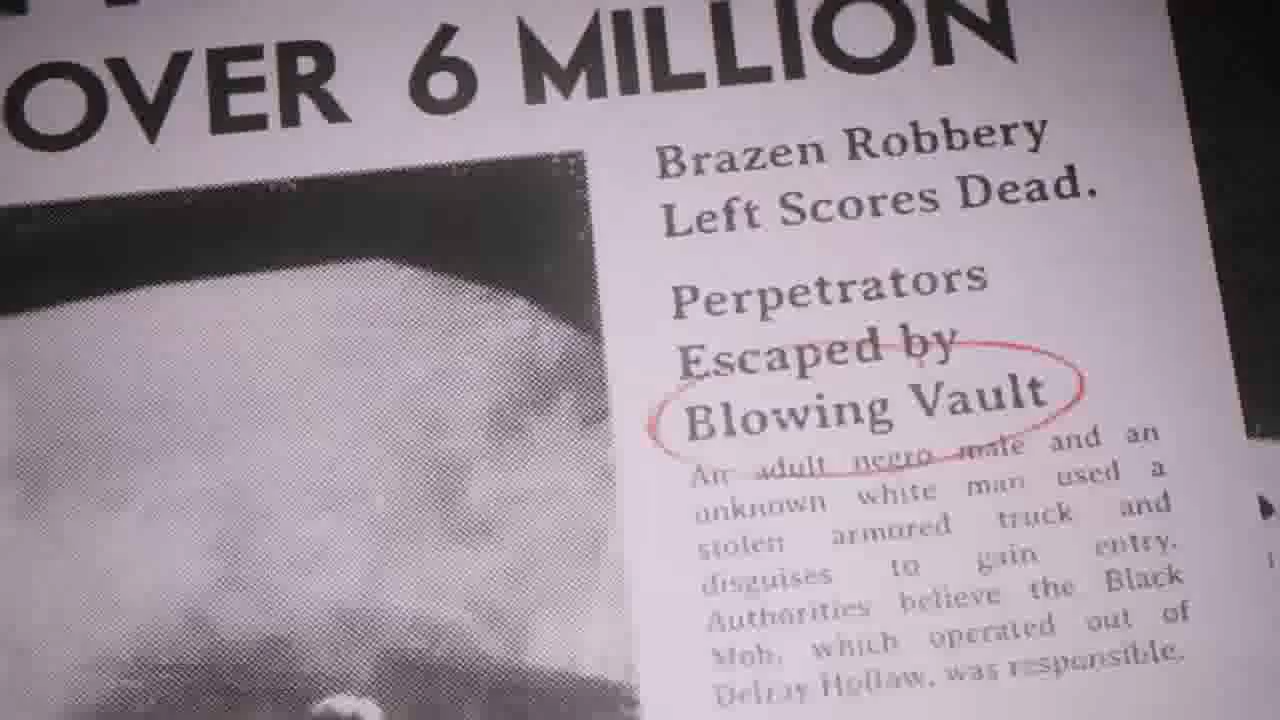 OVER 6 MILLION
Brazen Robbery
Left Scores Dead.
Perpetrators
Escaped by
Blowing Vault
An adult negro male and an
unknown white man used a
stolen armored truck and
disguises to gain entry.
Authorities believe the Black
Mob, which operated out of
Delray Hollow, was responsible.